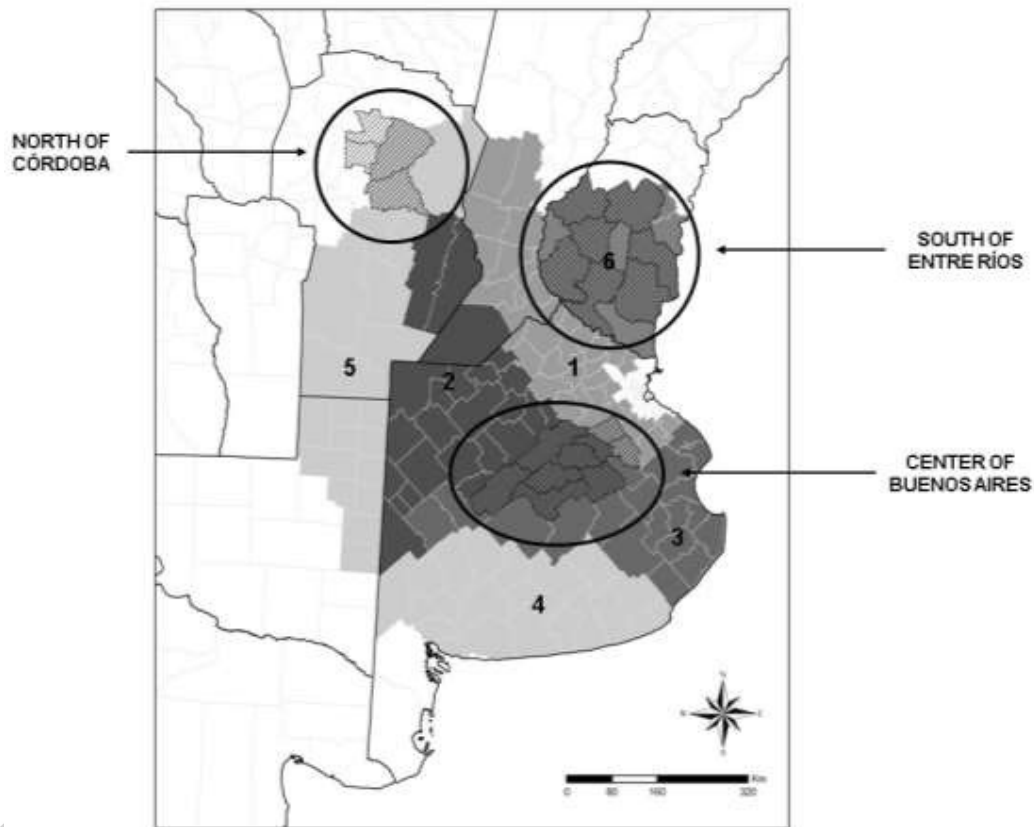 NORTH OF
CÓRDOBA
6
SOUTH OF
ENTRE RÍOS
5
2
1
CENTER OF
BUENOS AIRES
3
4
N
E
Km
0
80
160
320